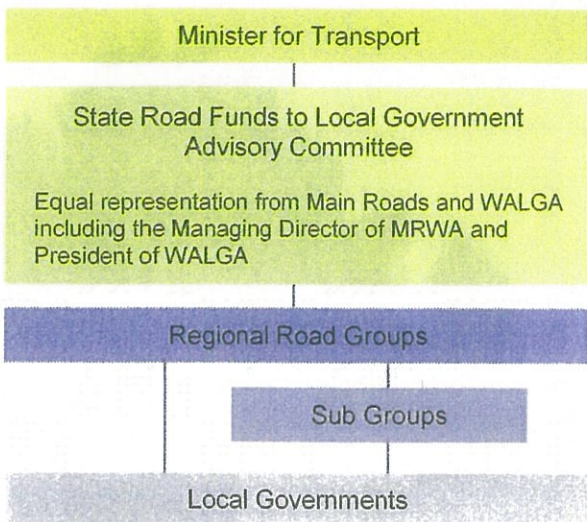 Minister for Transport
State Road Funds to Local Government
Advisory Committee
Equal representation from Main Roads and WALGA
including the Managing Director of MRWA and
President of WALGA
Regional Road Groups
Sub Groups
Local Governments